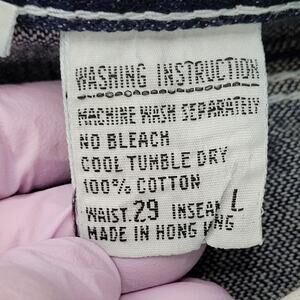 WASHING INSTRUCTION
MACHINE WASH SEPARATELY
NO BLEACH
COOL TUMBLE DRY
100% COTTON
WAIST.29 INSEAM L
MADE IN HONG KONG